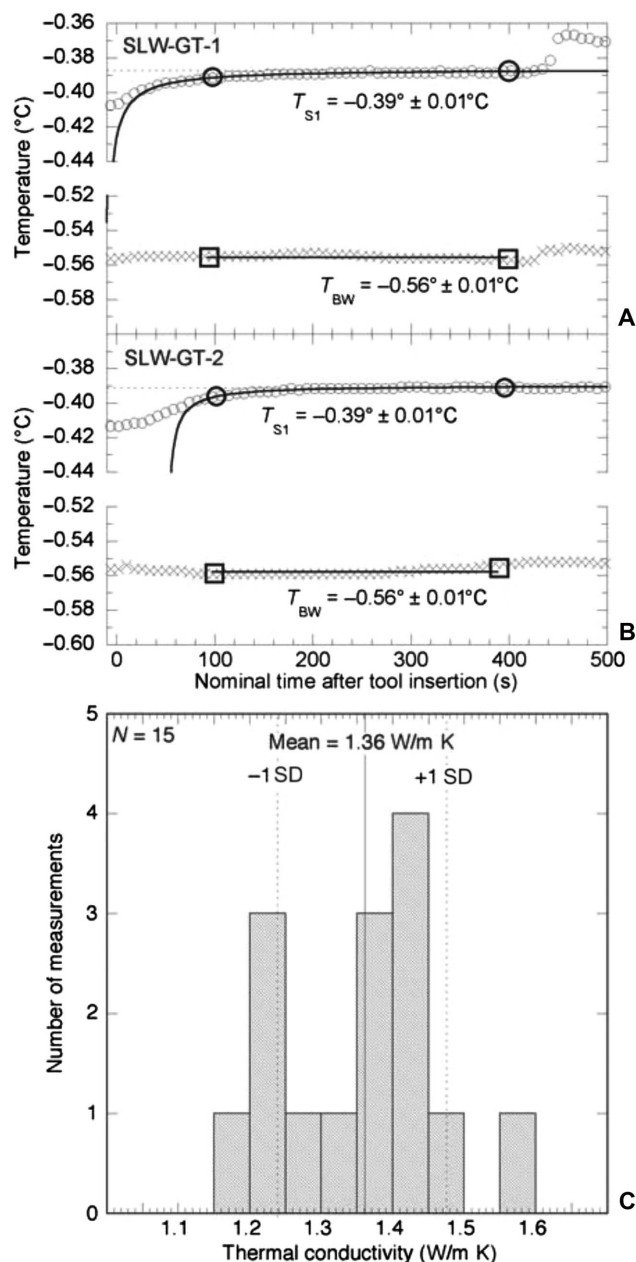 −0.36
SLW-GT-1
−0.38
−0.40
T_S1 = −0.39° ± 0.01°C
−0.42
−0.44
Temperature (°C)
−0.52
−0.54
−0.56
T_BW = −0.56° ± 0.01°C
−0.58
A
SLW-GT-2
−0.38
−0.40
T_S1 = −0.39° ± 0.01°C
−0.42
−0.44
Temperature (°C)
−0.52
−0.54
−0.56
T_BW = −0.56° ± 0.01°C
−0.58
−0.60
B
0 100 200 300 400 500
Nominal time after tool insertion (s)
5
N = 15
Mean = 1.36 W/m K
−1 SD
+1 SD
4
3
2
1
0
Number of measurements
C
1.1 1.2 1.3 1.4 1.5 1.6
Thermal conductivity (W/m K)